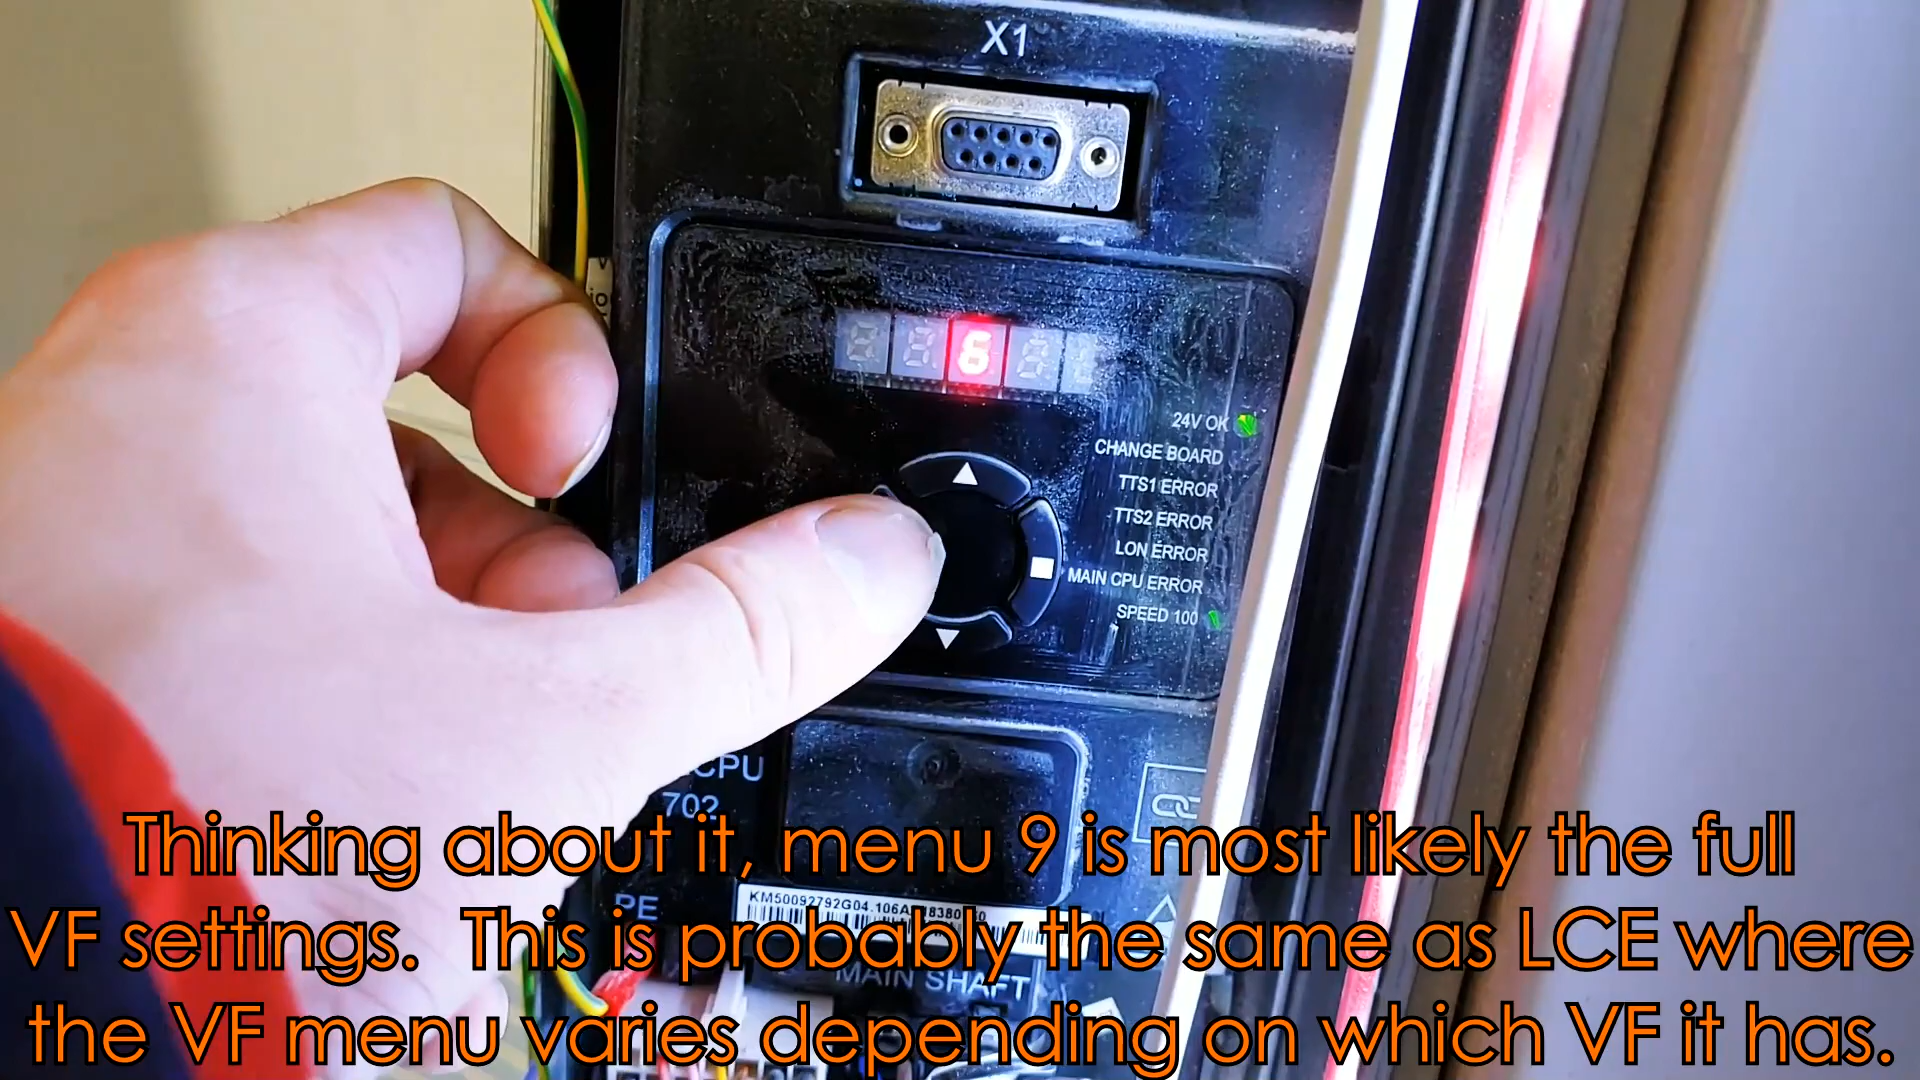 X1
6
24V OK
CHANGE BOARD
TTS1 ERROR
TTS2 ERROR
LON ERROR
MAIN CPU ERROR
SPEED 100
CPU
702
PE
MAIN SHAFT
Thinking about it, menu 9 is most likely the full
VF settings. This is probably the same as LCE where
the VF menu varies depending on which VF it has.